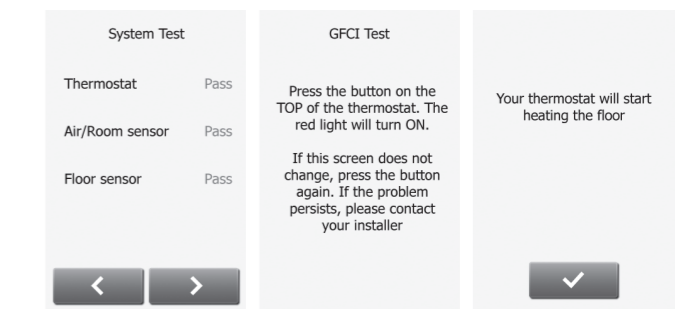 System Test
Thermostat Pass
Air/Room sensor Pass
Floor sensor Pass
GFCI Test
Press the button on the
TOP of the thermostat. The
red light will turn ON.
If this screen does not
change, press the button
again. If the problem
persists, please contact
your installer
Your thermostat will start
heating the floor